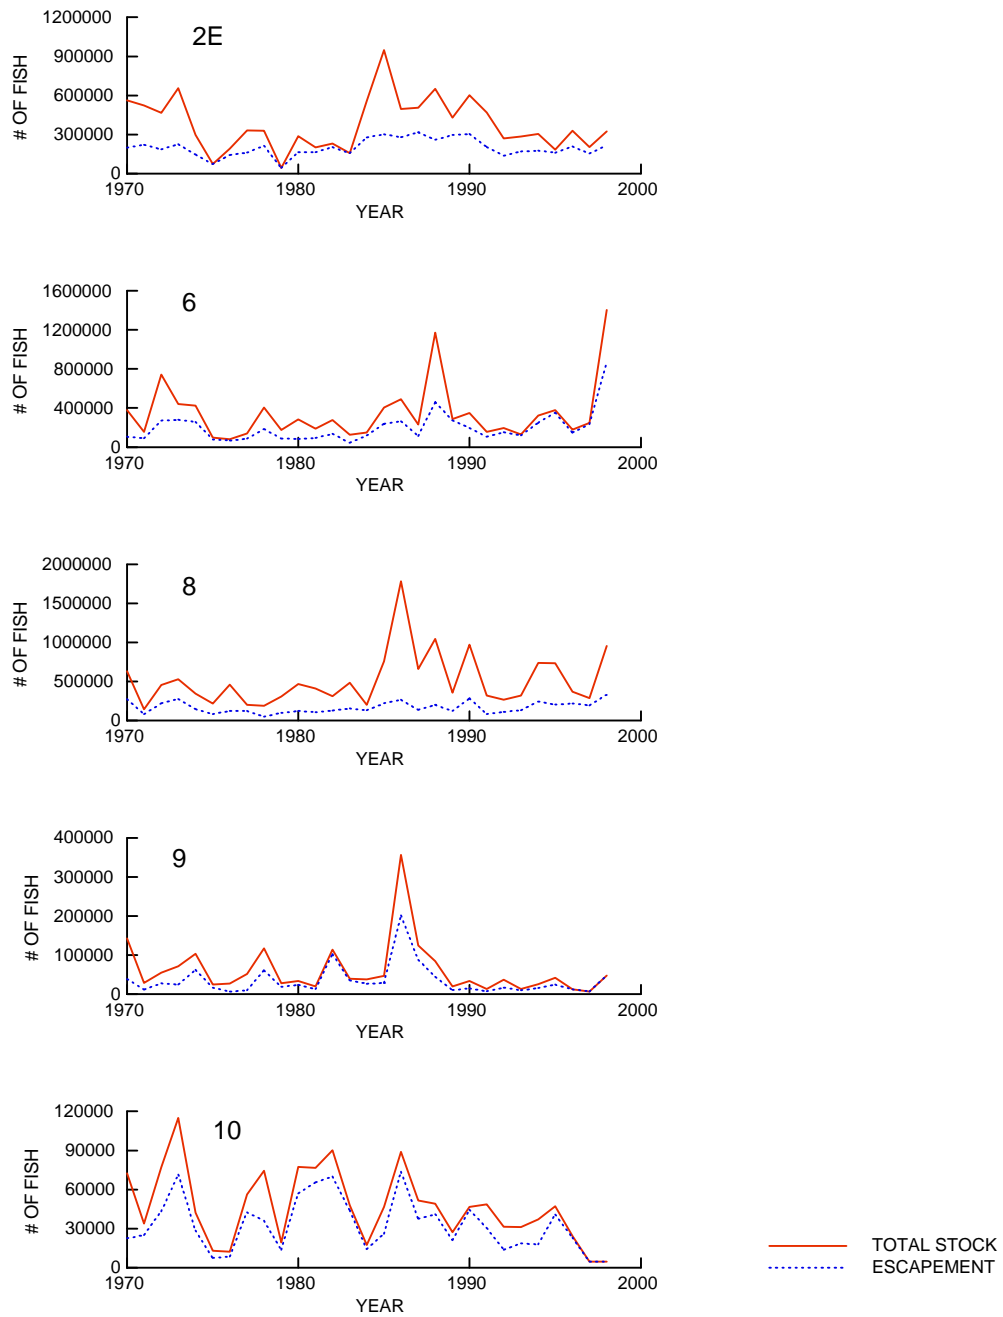 1200000
2E
900000
# OF FISH
600000
300000
0
1970 1980 1990 2000
YEAR
1600000
6
1200000
# OF FISH
800000
400000
0
1970 1980 1990 2000
YEAR
2000000
8
1500000
# OF FISH
1000000
500000
0
1970 1980 1990 2000
YEAR
400000
9
300000
# OF FISH
200000
100000
0
1970 1980 1990 2000
YEAR
120000
10
90000
# OF FISH
60000
30000
0
1970 1980 1990 2000
YEAR
TOTAL STOCK
ESCAPEMENT